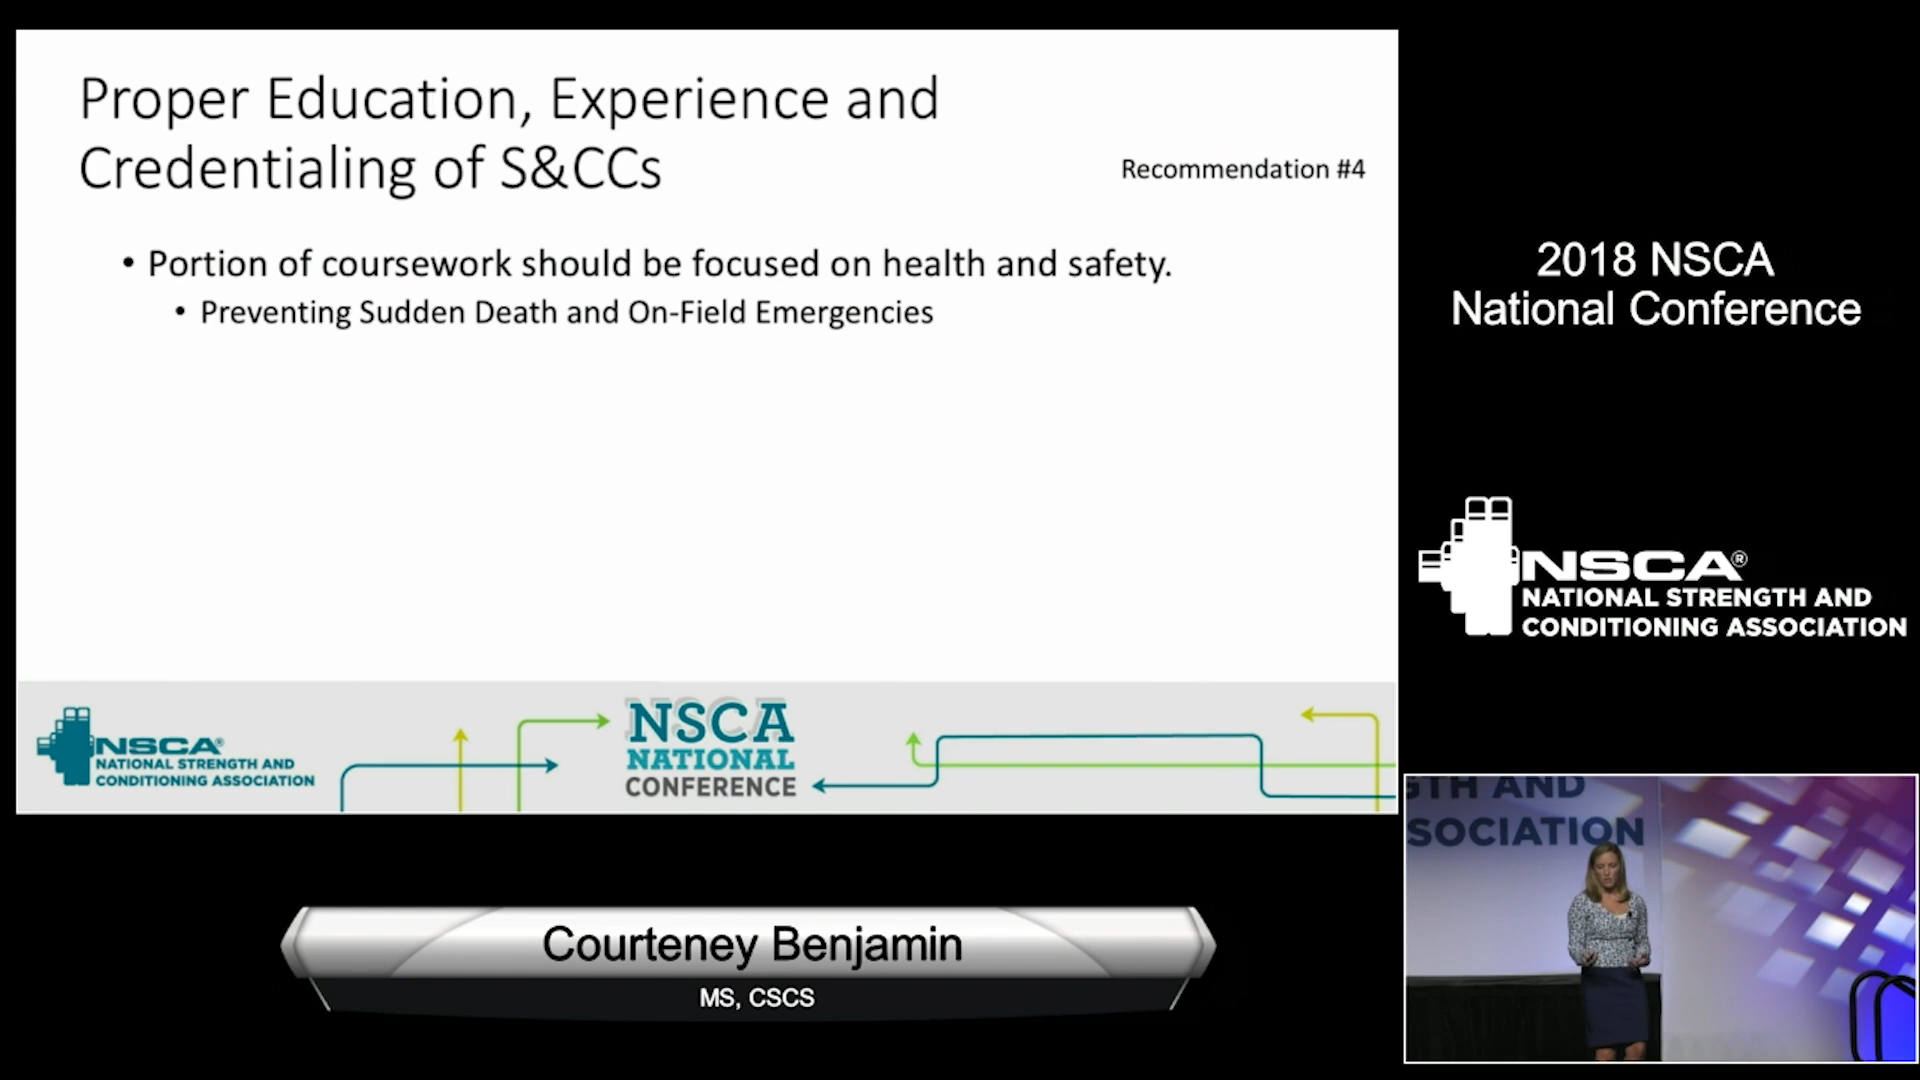 Proper Education, Experience and
Credentialing of S&CCs
Recommendation #4
• Portion of coursework should be focused on health and safety.
• Preventing Sudden Death and On-Field Emergencies
NSCA®
NATIONAL STRENGTH AND
CONDITIONING ASSOCIATION
NSCA
NATIONAL
CONFERENCE
2018 NSCA
National Conference
NSCA®
NATIONAL STRENGTH AND
CONDITIONING ASSOCIATION
GTH AND
SOCIATION
Courteney Benjamin
MS, CSCS